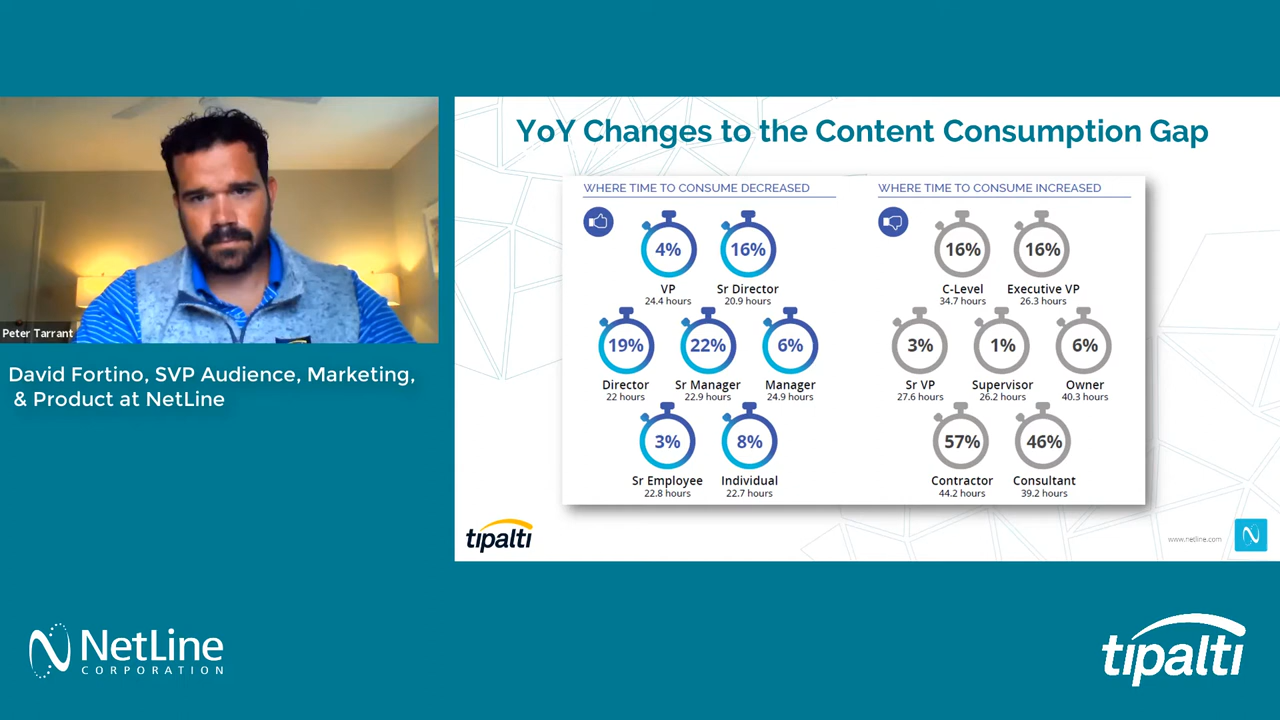 YoY Changes to the Content Consumption Gap
WHERE TIME TO CONSUME DECREASED
4%
16%
VP
Sr Director
24.4 hours
20.9 hours
19%
22%
6%
Director
Sr Manager
Manager
22 hours
22.9 hours
24.9 hours
3%
8%
Sr Employee
Individual
22.8 hours
22.7 hours
WHERE TIME TO CONSUME INCREASED
16%
16%
C-Level
Executive VP
34.7 hours
26.3 hours
3%
1%
6%
Sr VP
Supervisor
Owner
27.6 hours
26.2 hours
40.3 hours
57%
46%
Contractor
Consultant
44.2 hours
39.2 hours
tipalti
www.netline.com
N
Peter Tarrant
David Fortino, SVP Audience, Marketing,
& Product at NetLine
NetLine
CORPORATION
tipalti